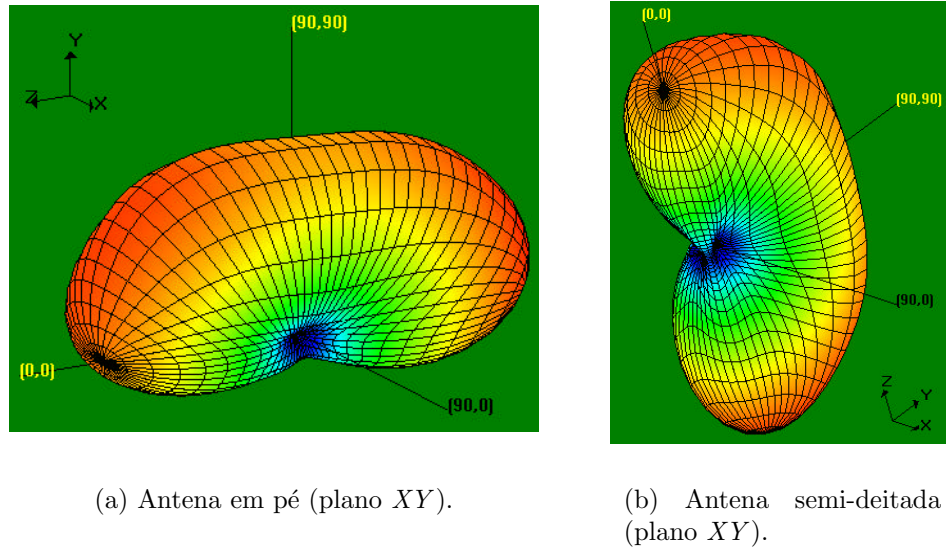 (90,90)
Y
Z
X
(0,0)
(90,0)
(0,0)
(90,90)
(90,0)
Z
Y
X
(a) Antena em pé (plano XY).
(b) Antena semi-deitada
(plano XY).